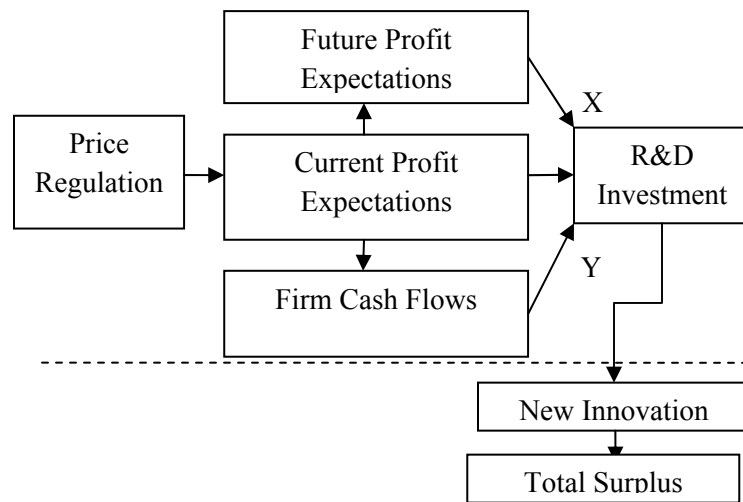 Future Profit
Expectations
X
Price
Regulation
Current Profit
Expectations
R&D
Investment
Y
Firm Cash Flows
New Innovation
Total Surplus